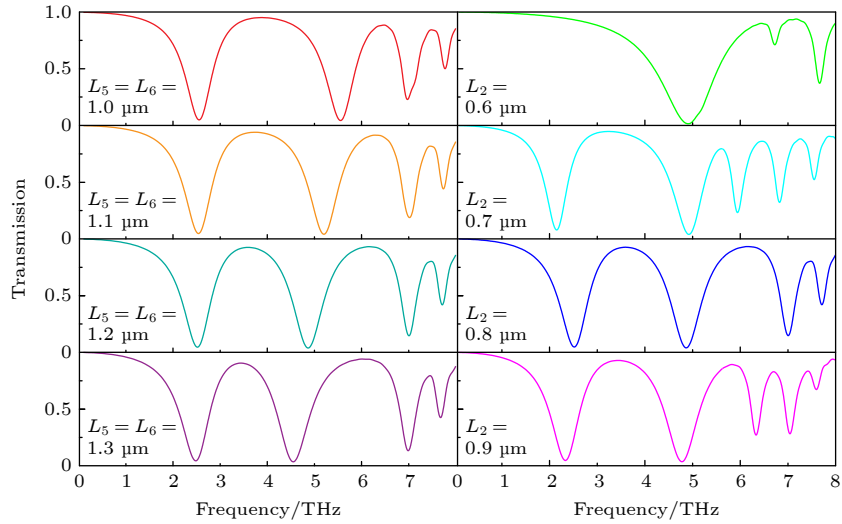 1.0
0.5
0
L₅ = L₆ =
1.0 µm
L₂ =
0.6 µm
0.5
0
L₅ = L₆ =
1.1 µm
L₂ =
0.7 µm
0.5
0
L₅ = L₆ =
1.2 µm
L₂ =
0.8 µm
0.5
0
L₅ = L₆ =
1.3 µm
L₂ =
0.9 µm
Transmission
0 1 2 3 4 5 6 7 0 1 2 3 4 5 6 7 8
Frequency/THz Frequency/THz